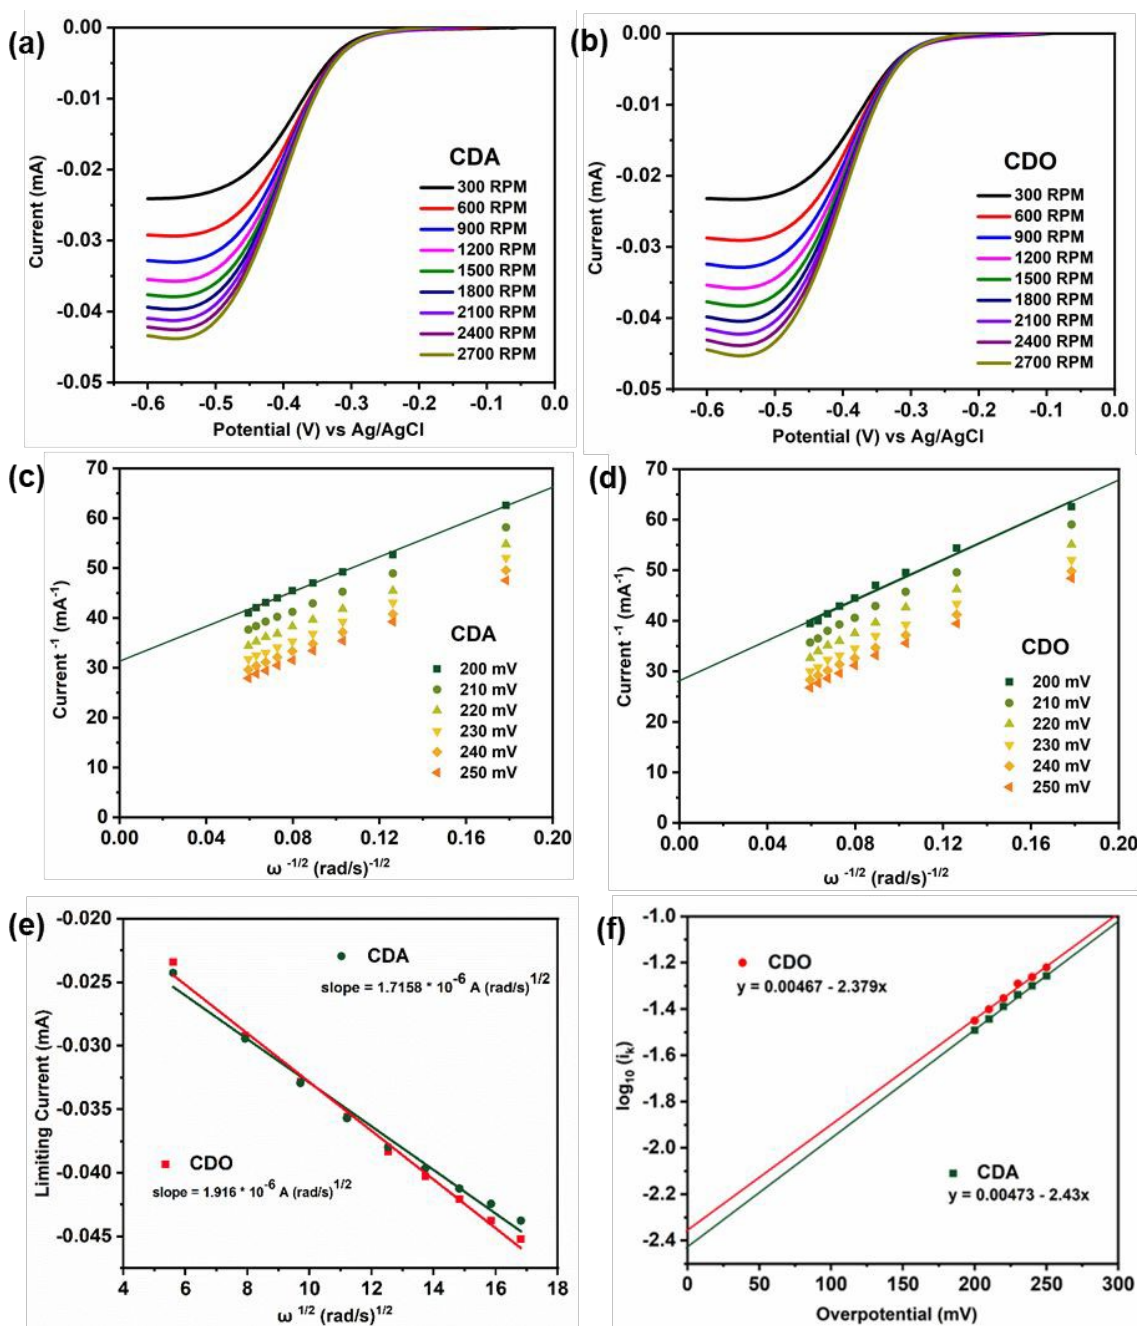 (a)
0.00
-0.01
-0.02
-0.03
-0.04
-0.05
Current (mA)
CDA
300 RPM
600 RPM
900 RPM
1200 RPM
1500 RPM
1800 RPM
2100 RPM
2400 RPM
2700 RPM
-0.6 -0.5 -0.4 -0.3 -0.2 -0.1 0.0
Potential (V) vs Ag/AgCl
(b)
0.00
-0.01
-0.02
-0.03
-0.04
-0.05
Current (mA)
CDO
300 RPM
600 RPM
900 RPM
1200 RPM
1500 RPM
1800 RPM
2100 RPM
2400 RPM
2700 RPM
-0.6 -0.5 -0.4 -0.3 -0.2 -0.1 0.0
Potential (V) vs Ag/AgCl
(c)
70
60
50
40
30
20
10
0
Current ⁻¹ (mA⁻¹)
CDA
200 mV
210 mV
220 mV
230 mV
240 mV
250 mV
0.00 0.04 0.08 0.12 0.16 0.20
ω ⁻¹/² (rad/s)⁻¹/²
(d)
70
60
50
40
30
20
10
0
Current ⁻¹ (mA⁻¹)
CDO
200 mV
210 mV
220 mV
230 mV
240 mV
250 mV
0.00 0.04 0.08 0.12 0.16 0.20
ω ⁻¹/² (rad/s)⁻¹/²
(e)
-0.020
-0.025
-0.030
-0.035
-0.040
-0.045
Limiting Current (mA)
CDA
slope = 1.7158 * 10⁻⁶ A (rad/s)¹/²
CDO
slope = 1.916 * 10⁻⁶ A (rad/s)¹/²
4 6 8 10 12 14 16 18
ω ¹/² (rad/s)¹/²
(f)
-1.0
-1.2
-1.4
-1.6
-1.8
-2.0
-2.2
-2.4
log₁₀ (iₖ)
CDO
y = 0.00467 - 2.379x
CDA
y = 0.00473 - 2.43x
0 50 100 150 200 250 300
Overpotential (mV)